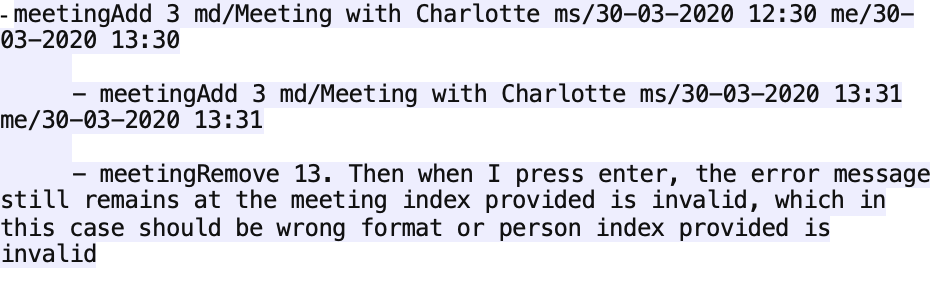 -meetingAdd 3 md/Meeting with Charlotte ms/30-03-2020 12:30 me/30-
03-2020 13:30
- meetingAdd 3 md/Meeting with Charlotte ms/30-03-2020 13:31
me/30-03-2020 13:31
- meetingRemove 13. Then when I press enter, the error message
still remains at the meeting index provided is invalid, which in
this case should be wrong format or person index provided is
invalid